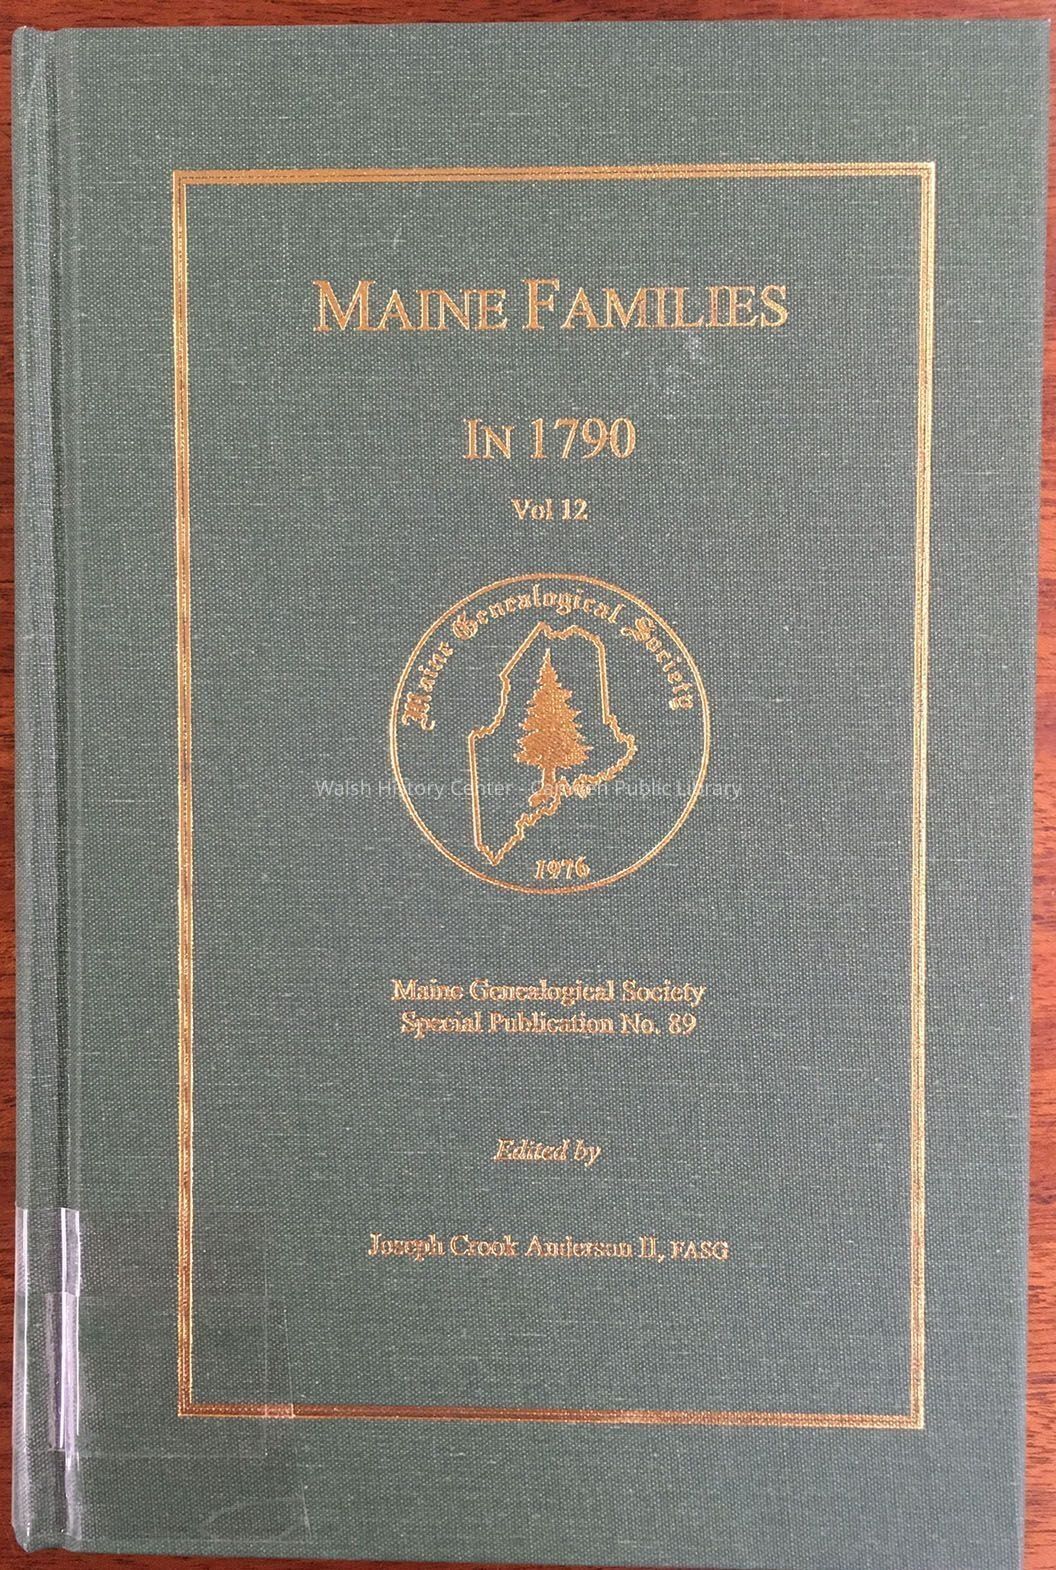 MAINE FAMILIES
IN 1790
Vol 12
Maine Genealogical Society
Walsh History Center - Camden Public Library
1976
Maine Genealogical Society
Special Publication No. 89
Edited by
Joseph Crook Anderson II, FASG